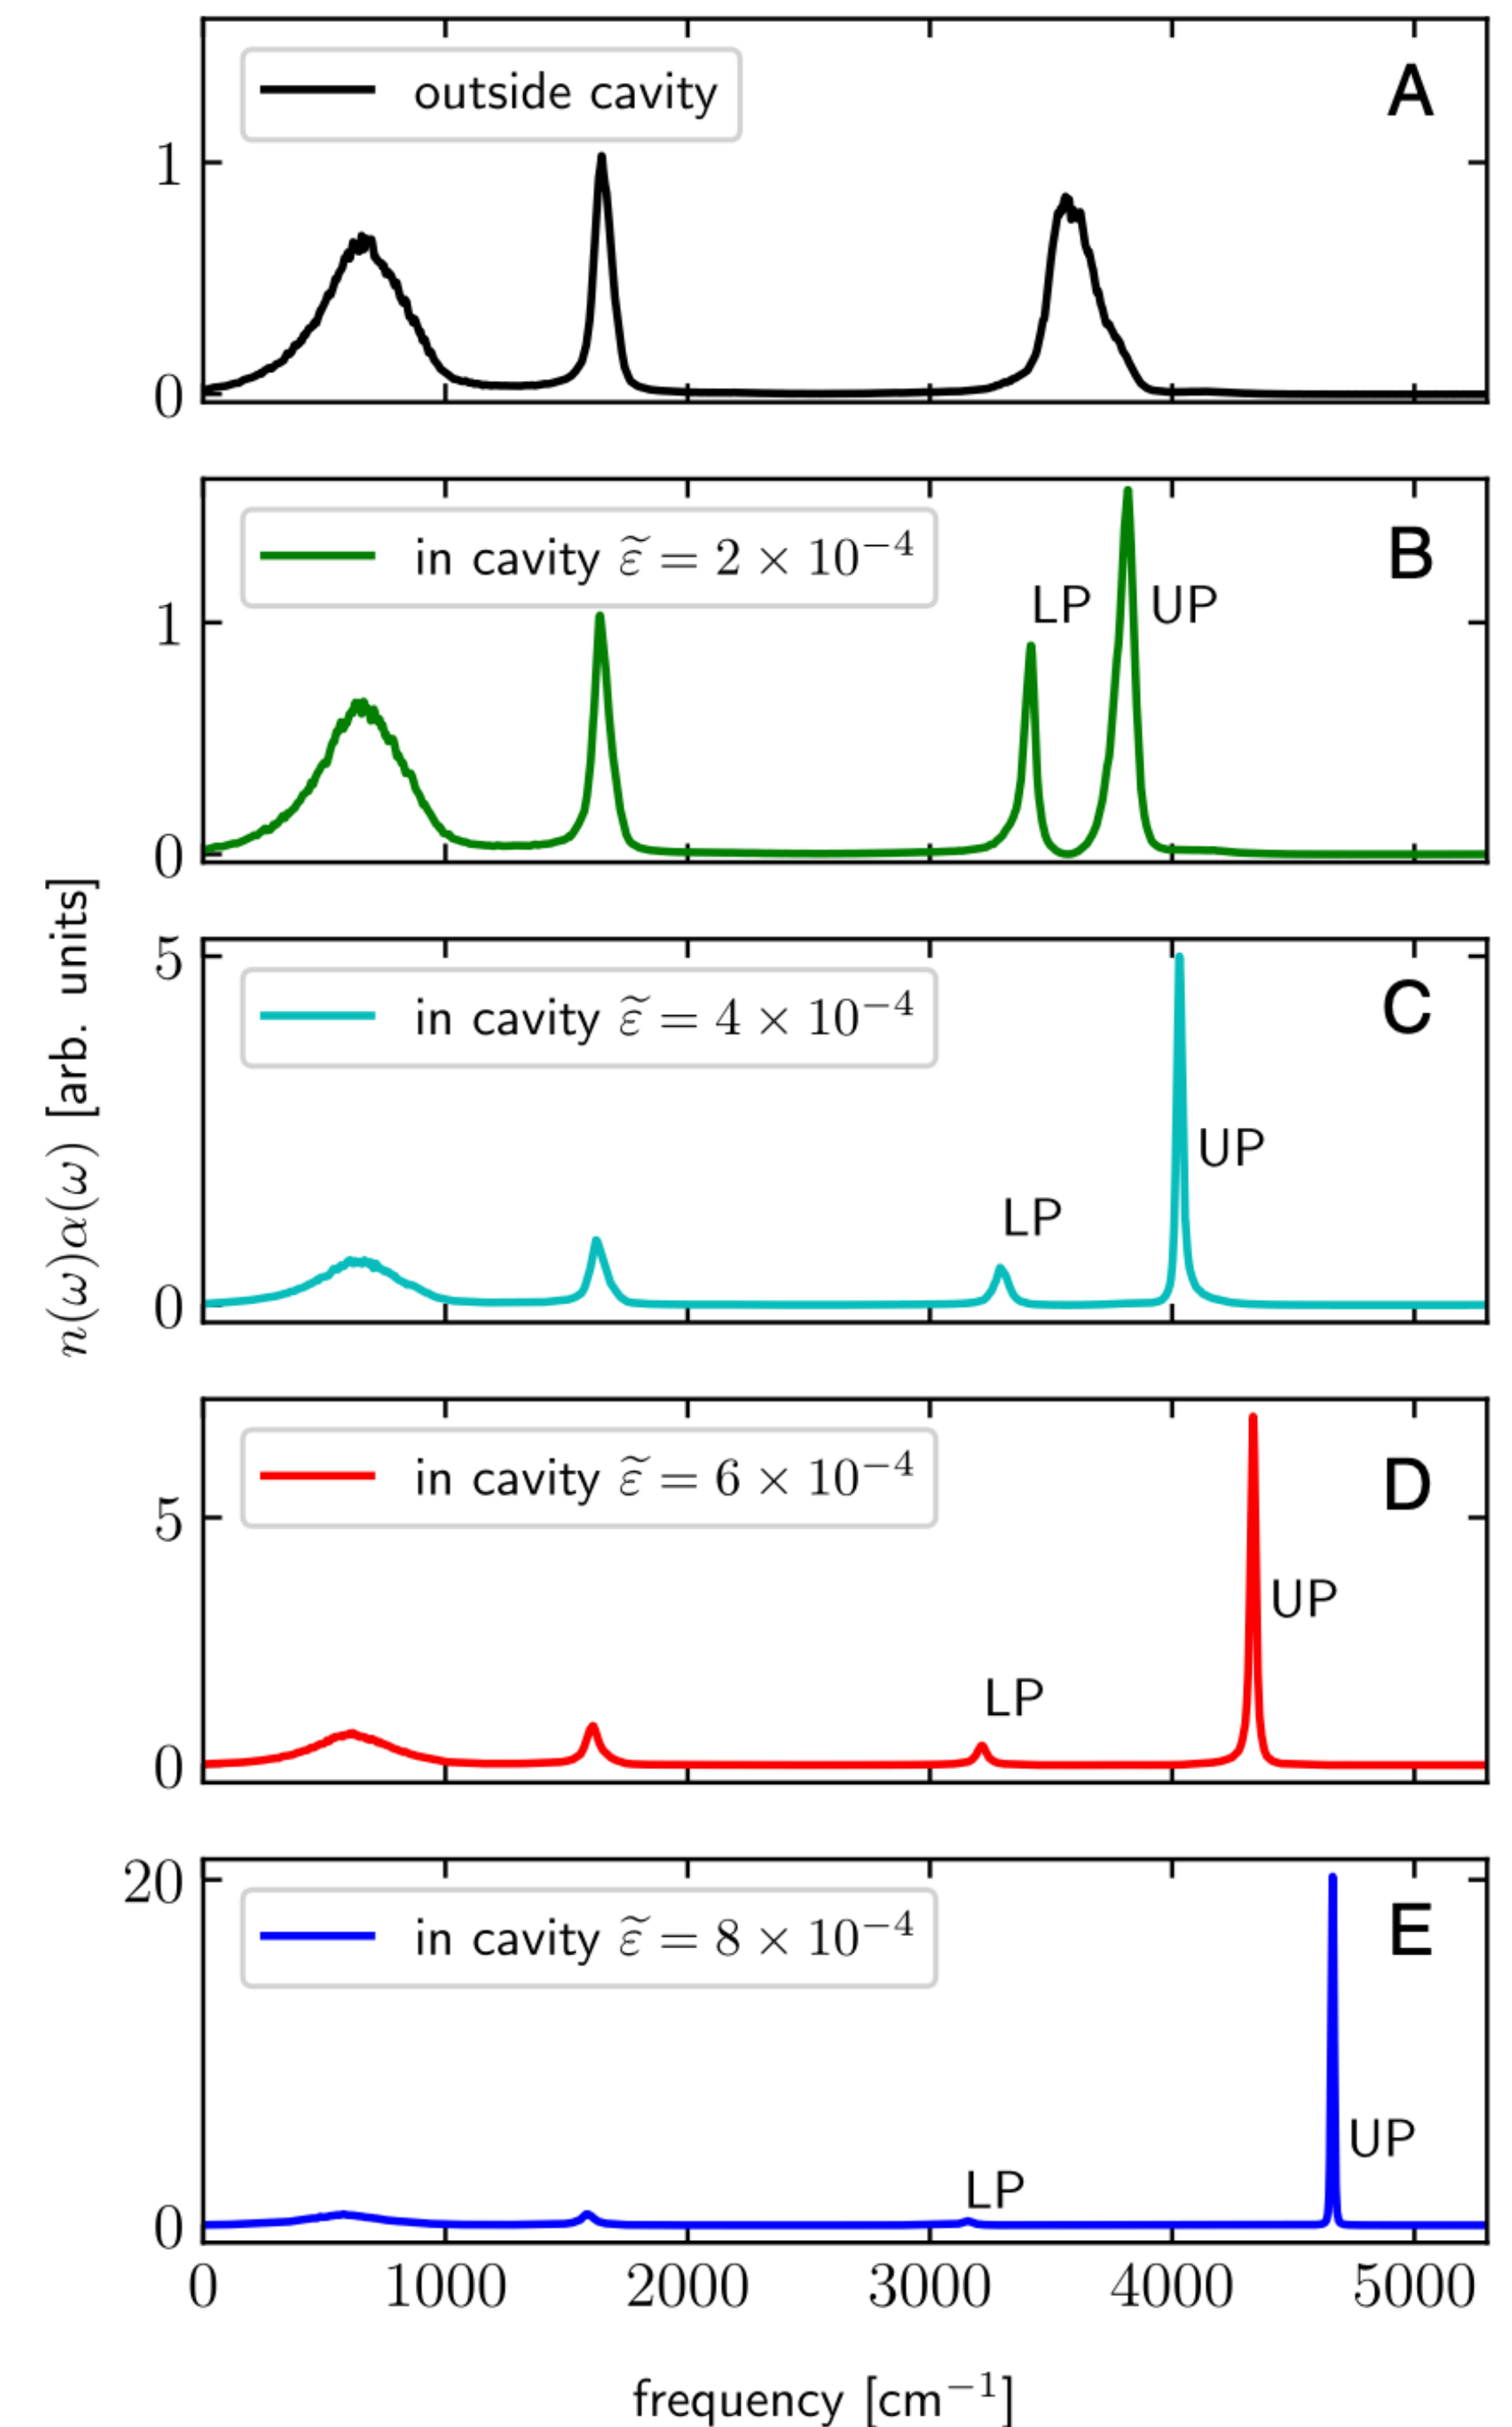 outside cavity
A
1
0
in cavity ε̃ = 2 × 10⁻⁴
B
LP
UP
1
0
n(ω)α(ω) [arb. units]
5
in cavity ε̃ = 4 × 10⁻⁴
C
UP
LP
0
in cavity ε̃ = 6 × 10⁻⁴
D
5
UP
LP
0
20
in cavity ε̃ = 8 × 10⁻⁴
E
UP
LP
0
0 1000 2000 3000 4000 5000
frequency [cm⁻¹]